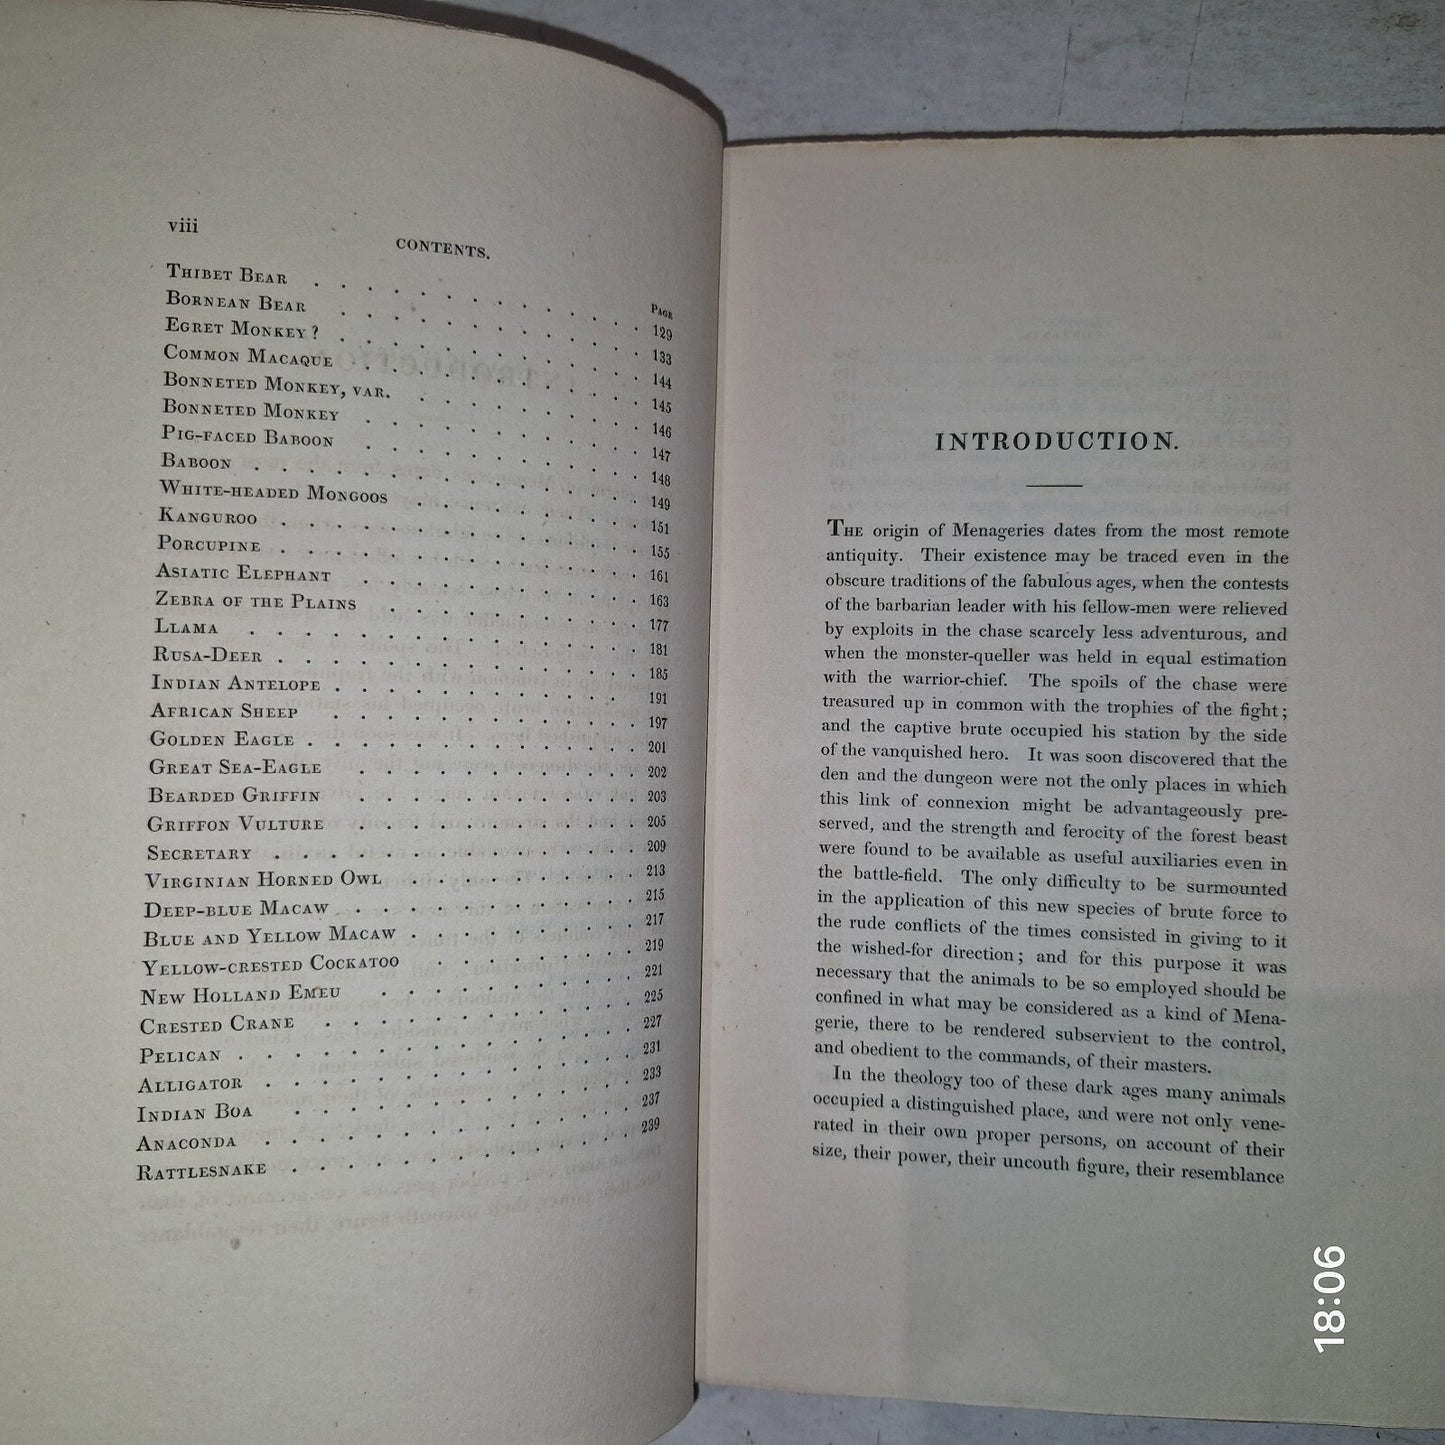 viii
CONTENTS.
Page
Thibet Bear . . . . . . . . . . . . . 129
Bornean Bear . . . . . . . . . . . . 133
Egret Monkey? . . . . . . . . . . . . 144
Common Macaque . . . . . . . . . . . 145
Bonneted Monkey, var. . . . . . . . . . 146
Bonneted Monkey . . . . . . . . . . . 147
Pig-faced Baboon . . . . . . . . . . . 148
Baboon . . . . . . . . . . . . . . . 149
White-headed Mongoos . . . . . . . . . 151
Kanguroo . . . . . . . . . . . . . . 155
Porcupine . . . . . . . . . . . . . . 161
Asiatic Elephant . . . . . . . . . . . 163
Zebra of the Plains . . . . . . . . . . 177
Llama . . . . . . . . . . . . . . . 181
Rusa-Deer . . . . . . . . . . . . . . 185
Indian Antelope . . . . . . . . . . . . 191
African Sheep . . . . . . . . . . . . 197
Golden Eagle . . . . . . . . . . . . . 201
Great Sea-Eagle . . . . . . . . . . . 202
Bearded Griffin . . . . . . . . . . . 203
Griffon Vulture . . . . . . . . . . . 205
Secretary . . . . . . . . . . . . . . 209
Virginian Horned Owl . . . . . . . . . 213
Deep-blue Macaw . . . . . . . . . . . 215
Blue and Yellow Macaw . . . . . . . . . 217
Yellow-crested Cockatoo . . . . . . . . 219
New Holland Emeu . . . . . . . . . . 221
Crested Crane . . . . . . . . . . . . 225
Pelican . . . . . . . . . . . . . . . 227
Alligator . . . . . . . . . . . . . . 231
Indian Boa . . . . . . . . . . . . . 233
Anaconda . . . . . . . . . . . . . . 237
Rattlesnake . . . . . . . . . . . . . 239
INTRODUCTION.
The origin of Menageries dates from the most remote
antiquity. Their existence may be traced even in the
obscure traditions of the fabulous ages, when the contests
of the barbarian leader with his fellow-men were relieved
by exploits in the chase scarcely less adventurous, and
when the monster-queller was held in equal estimation
with the warrior-chief. The spoils of the chase were
treasured up in common with the trophies of the fight;
and the captive brute occupied his station by the side
of the vanquished hero. It was soon discovered that the
den and the dungeon were not the only places in which
this link of connexion might be advantageously pre-
served, and the strength and ferocity of the forest beast
were found to be available as useful auxiliaries even in
the battle-field. The only difficulty to be surmounted
in the application of this new species of brute force to
the rude conflicts of the times consisted in giving to it
the wished-for direction; and for this purpose it was
necessary that the animals to be so employed should be
confined in what may be considered as a kind of Mena-
gerie, there to be rendered subservient to the control,
and obedient to the commands, of their masters.
In the theology too of these dark ages many animals
occupied a distinguished place, and were not only vene-
rated in their own proper persons, on account of their
size, their power, their uncouth figure, their resemblance
18:06